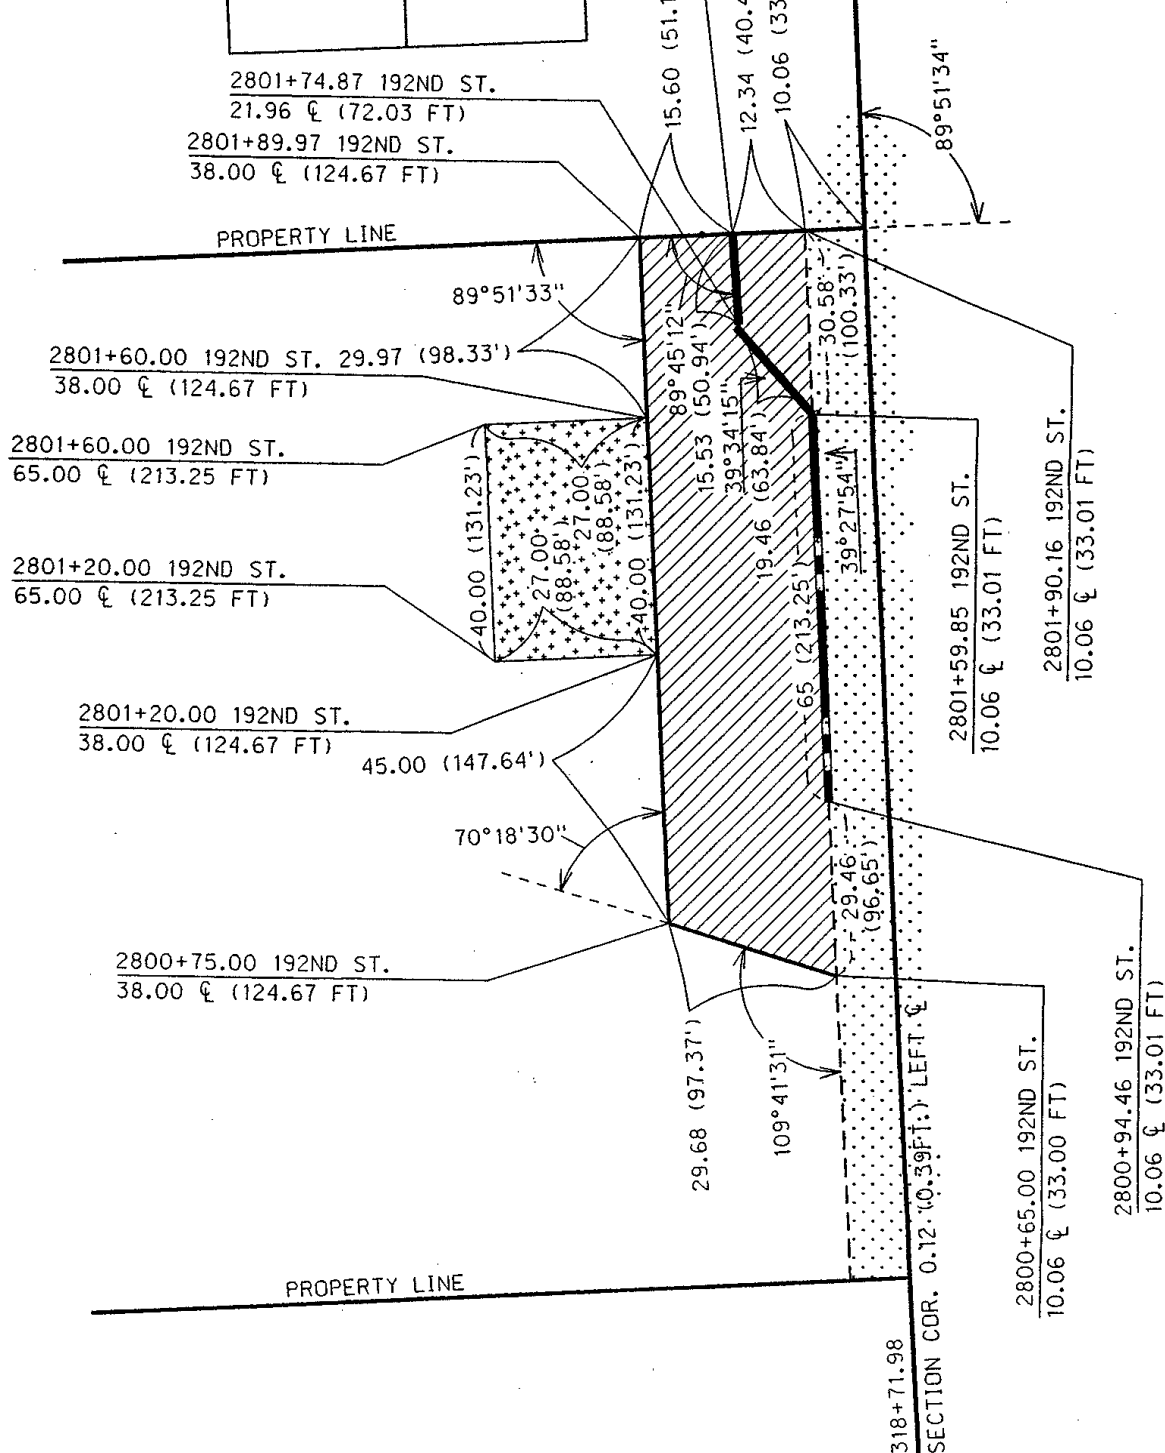 2801+74.87 192ND ST.
21.96 ℄ (72.03 FT)
2801+89.97 192ND ST.
38.00 ℄ (124.67 FT)
15.60 (51.1
12.34 (40.4
10.06 (33
89°51'34"
PROPERTY LINE
89°51'33"
2801+60.00 192ND ST. 29.97 (98.33')
38.00 ℄ (124.67 FT)
2801+60.00 192ND ST.
65.00 ℄ (213.25 FT)
2801+20.00 192ND ST.
65.00 ℄ (213.25 FT)
2801+20.00 192ND ST.
38.00 ℄ (124.67 FT)
40.00 (131.23')
27.00
(88.58')
27.00
(88.58')
40.00 (131.23')
89°45'12"
15.53 (50.94')
39°34'15"
19.46 (63.84')
65 (213.25')
39°27'54"
30.58
(100.33')
2801+59.85 192ND ST.
10.06 ℄ (33.01 FT)
2801+90.16 192ND ST.
10.06 ℄ (33.01 FT)
45.00 (147.64')
70°18'30"
2800+75.00 192ND ST.
38.00 ℄ (124.67 FT)
29.68 (97.37')
109°41'31"
29.46
(96.65')
2800+65.00 192ND ST.
10.06 ℄ (33.00 FT)
2800+94.46 192ND ST.
10.06 ℄ (33.01 FT)
PROPERTY LINE
318+71.98
SECTION COR. 0.12 (0.39FT.) LEFT ℄